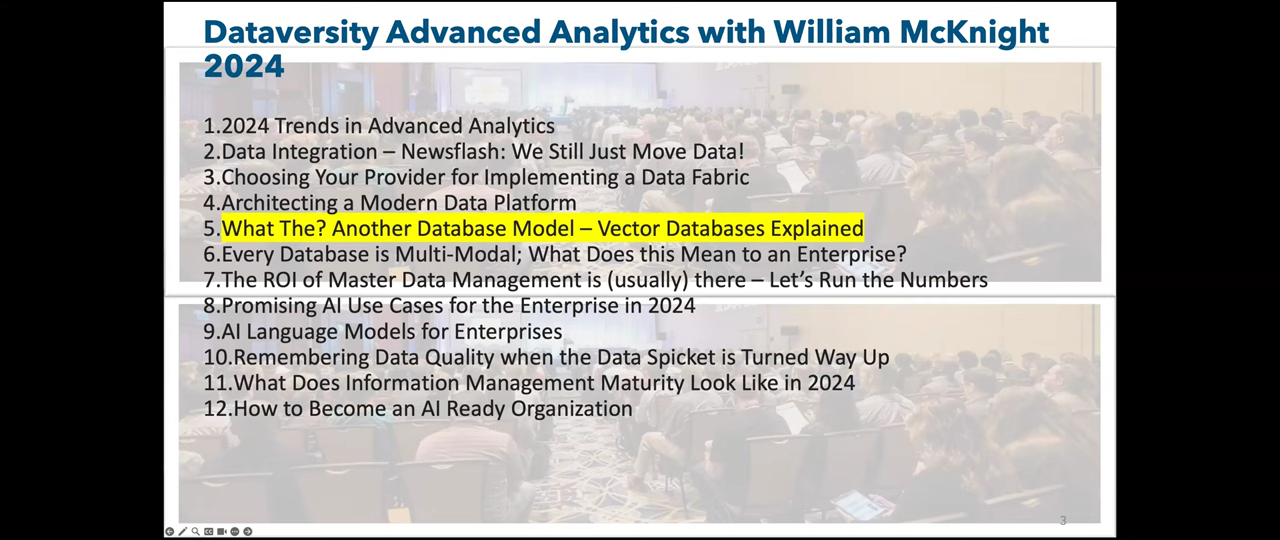 Dataversity Advanced Analytics with William McKnight
2024
1.2024 Trends in Advanced Analytics
2.Data Integration – Newsflash: We Still Just Move Data!
3.Choosing Your Provider for Implementing a Data Fabric
4.Architecting a Modern Data Platform
5.What The? Another Database Model – Vector Databases Explained
6.Every Database is Multi-Modal; What Does this Mean to an Enterprise?
7.The ROI of Master Data Management is (usually) there – Let's Run the Numbers
8.Promising AI Use Cases for the Enterprise in 2024
9.AI Language Models for Enterprises
10.Remembering Data Quality when the Data Spicket is Turned Way Up
11.What Does Information Management Maturity Look Like in 2024
12.How to Become an AI Ready Organization
3